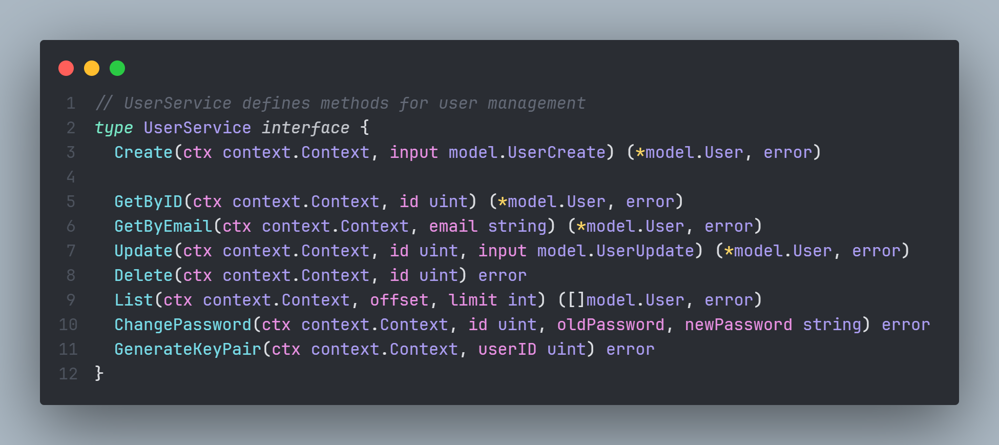 1 // UserService defines methods for user management
2 type UserService interface {
3   Create(ctx context.Context, input model.UserCreate) (*model.User, error)
4
5   GetByID(ctx context.Context, id uint) (*model.User, error)
6   GetByEmail(ctx context.Context, email string) (*model.User, error)
7   Update(ctx context.Context, id uint, input model.UserUpdate) (*model.User, error)
8   Delete(ctx context.Context, id uint) error
9   List(ctx context.Context, offset, limit int) ([]model.User, error)
10   ChangePassword(ctx context.Context, id uint, oldPassword, newPassword string) error
11   GenerateKeyPair(ctx context.Context, userID uint) error
12 }